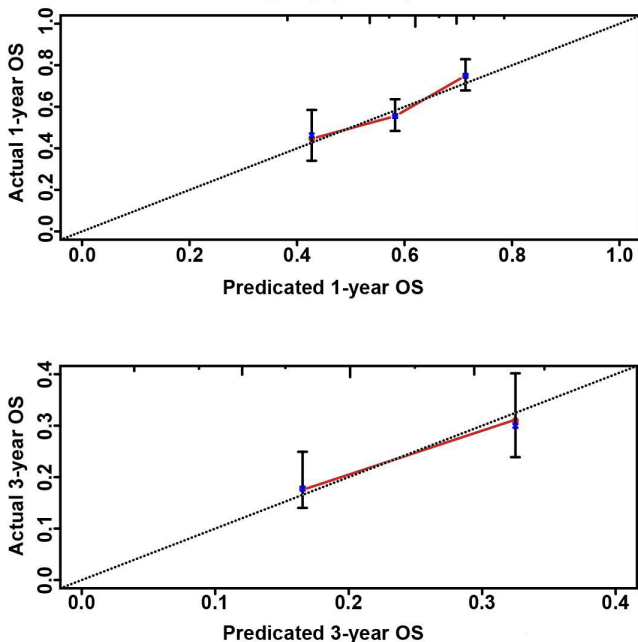 1.0
0.8
0.6
0.4
0.2
0.0
Actual 1-year OS
0.0 0.2 0.4 0.6 0.8 1.0
Predicated 1-year OS
0.4
0.3
0.2
0.1
0.0
Actual 3-year OS
0.0 0.1 0.2 0.3 0.4
Predicated 3-year OS